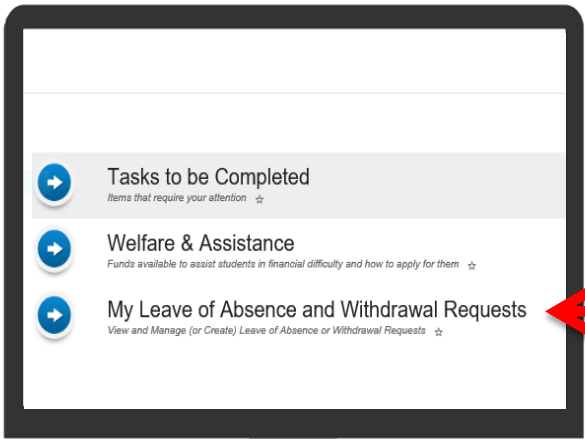 Tasks to be Completed
Items that require your attention
Welfare & Assistance
Funds available to assist students in financial difficulty and how to apply for them
My Leave of Absence and Withdrawal Requests
View and Manage (or Create) Leave of Absence or Withdrawal Requests